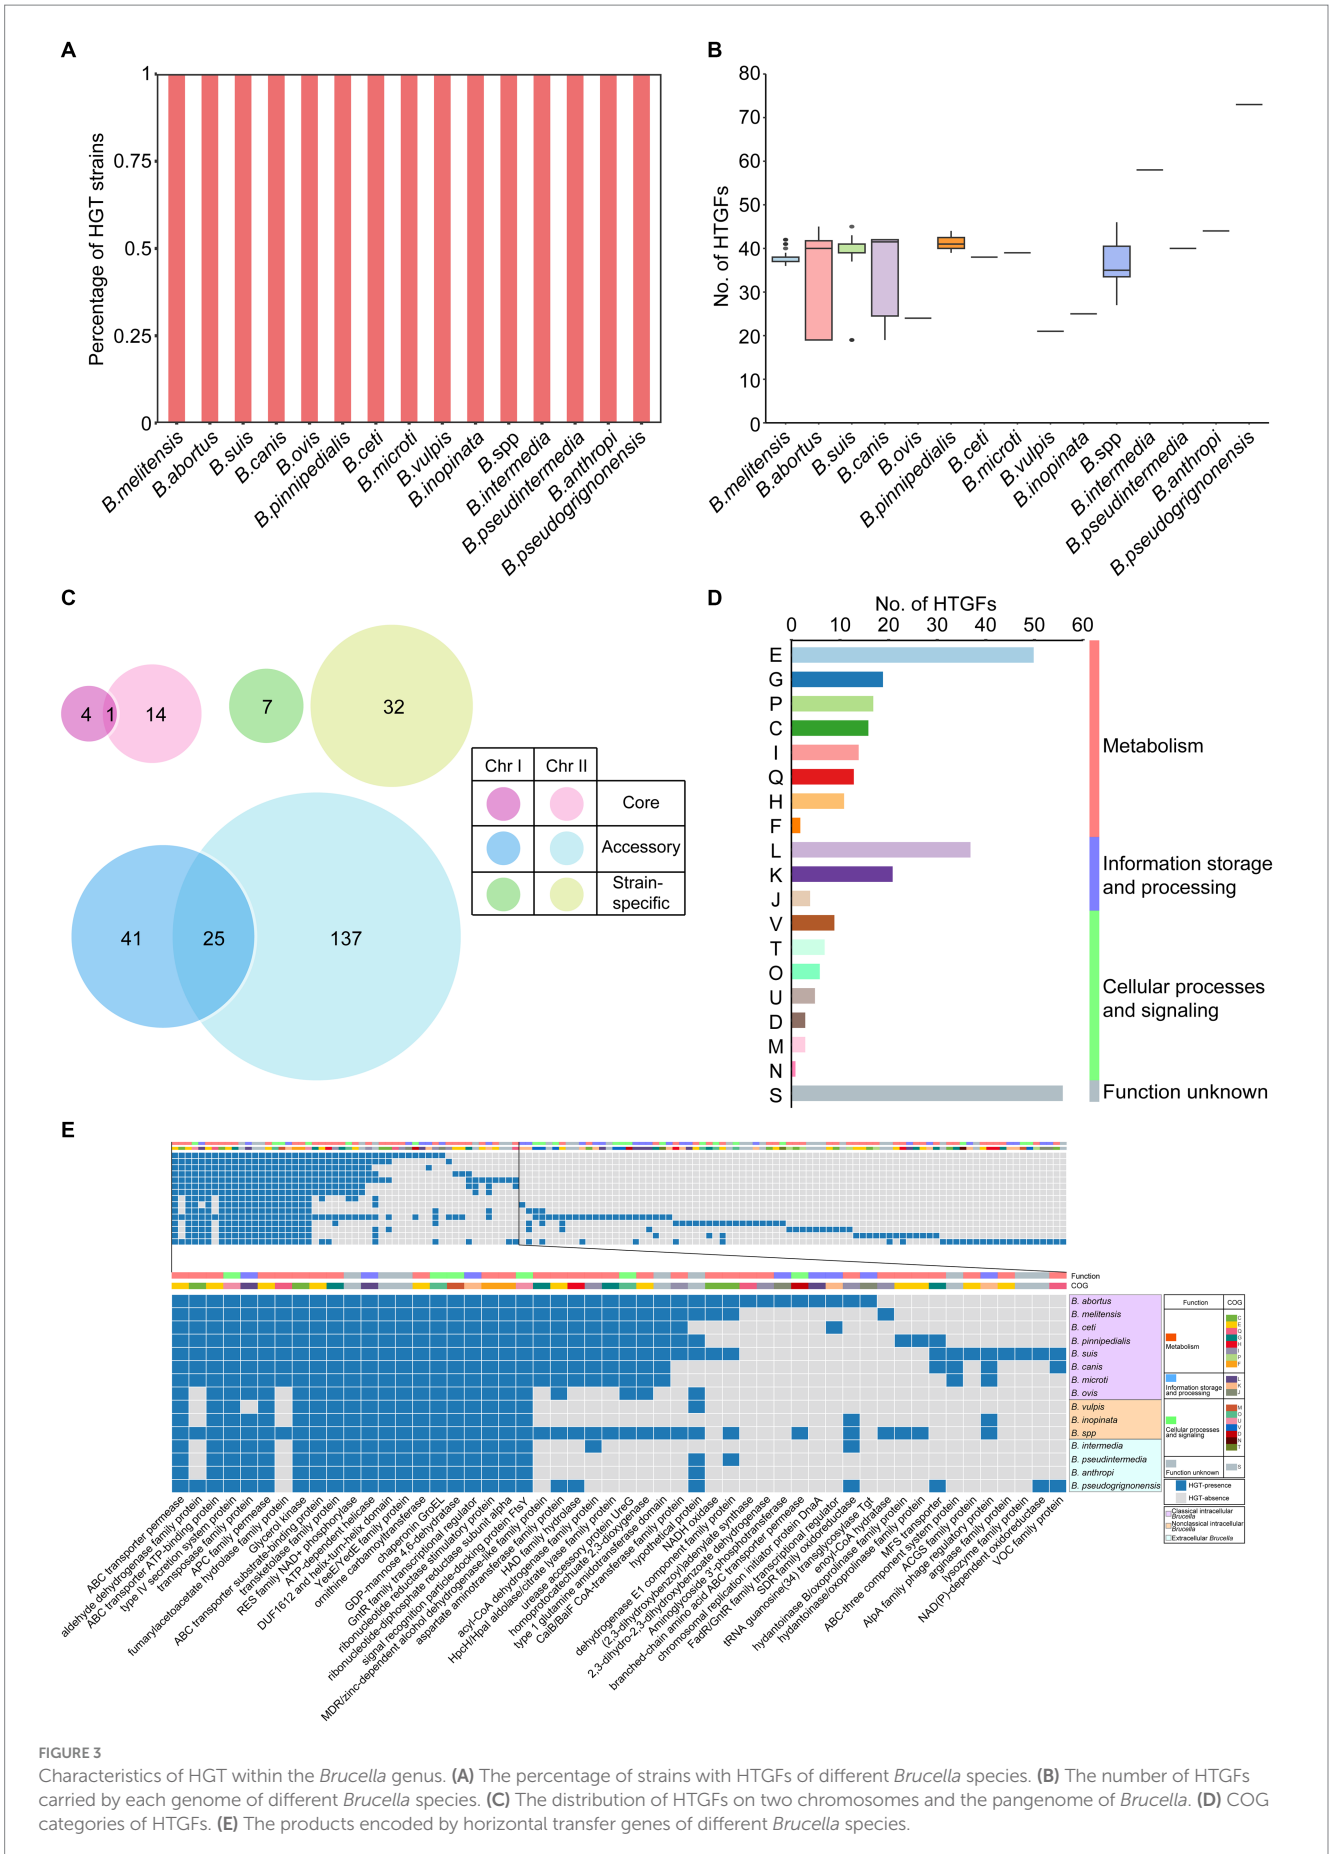 A
Percentage of HGT strains
1
0.75
0.5
0.25
0
B.melitensis
B.abortus
B.suis
B.canis
B.ovis
B.pinnipedialis
B.ceti
B.microti
B.vulpis
B.inopinata
B.spp
B.intermedia
B.pseudintermedia
B.anthropi
B.pseudogrignonensis
B
No. of HTGFs
80
70
60
50
40
30
20
10
0
B.melitensis
B.abortus
B.suis
B.canis
B.ovis
B.pinnipedialis
B.ceti
B.microti
B.vulpis
B.inopinata
B.spp
B.intermedia
B.pseudintermedia
B.anthropi
B.pseudogrignonensis
C
4 1 14
7
32
41 25 137
Chr I Chr II
Core
Accessory
Strain-
specific
D
No. of HTGFs
0 10 20 30 40 50 60
E
G
P
C
I
Q
H
F
L
K
J
V
T
O
U
D
M
N
S
Metabolism
Information storage
and processing
Cellular processes
and signaling
Function unknown
E
Function
COG
B. abortus
B. melitensis
B. ceti
B. pinnipedialis
B. suis
B. canis
B. microti
B. ovis
B. vulpis
B. inopinata
B. spp
B. intermedia
B. pseudintermedia
B. anthropi
B. pseudogrignonensis
Function COG
Metabolism
C
E
Q
G
H
I
P
F
Information storage
and processing
L
K
J
Cellular processes
and signaling
M
O
U
V
D
N
T
Function unknown
S
HGT-presence
HGT-absence
Classical intracellular
Brucella
Nonclassical intracellular
Brucella
Extracellular Brucella
ABC transporter permease
aldehyde dehydrogenase family protein
ABC transporter ATP-binding protein
type IV secretion system protein
transposase family protein
APC family permease
fumarylacetoacetate hydrolase family protein
Glycerol kinase
ABC transporter substrate-binding protein
transketolase family protein
RES family NAD+ phosphorylase
ATP-dependent helicase
DUF1612 and helix-turn-helix domain
YeeE/YedE family protein
ornithine carbamoyltransferase
chaperonin GroEL
GDP-mannose 4,6-dehydratase
GntR family transcriptional regulator
ribonucleotide reductase stimulatory protein
ribonucleotide-diphosphate reductase subunit alpha
signal recognition particle-docking protein FtsY
MDR/zinc-dependent alcohol dehydrogenase-like family protein
aspartate aminotransferase family protein
HAD family hydrolase
acyl-CoA dehydrogenase family protein
HpcH/HpaI aldolase/citrate lyase family protein
urease accessory protein UreG
homoprotocatechuate 2,3-dioxygenase
type 1 glutamine amidotransferase domain
CaiB/BaiF CoA-transferase family protein
hypothetical protein
NADH oxidase
dehydrogenase E1 component family protein
(2,3-dihydroxybenzoyl)adenylate synthase
2,3-dihydro-2,3-dihydroxybenzoate dehydrogenase
Aminoglycoside 3'-phosphotransferase
branched-chain amino acid ABC transporter permease
chromosomal replication initiator protein DnaA
FadR/GntR family transcriptional regulator
SDR family oxidoreductase
tRNA guanosine(34) transglycosylase Tgt
enoyl-CoA hydratase
hydantoinase B/oxoprolinase family protein
hydantoinase/oxoprolinase family protein
MFS transporter
ABC-three component system protein
ACGS family protein
AlpA family phage regulatory protein
arginase family protein
lysozyme family protein
NAD(P)-dependent oxidoreductase
VOC family protein
FIGURE 3
Characteristics of HGT within the Brucella genus. (A) The percentage of strains with HTGFs of different Brucella species. (B) The number of HTGFs
carried by each genome of different Brucella species. (C) The distribution of HTGFs on two chromosomes and the pangenome of Brucella. (D) COG
categories of HTGFs. (E) The products encoded by horizontal transfer genes of different Brucella species.